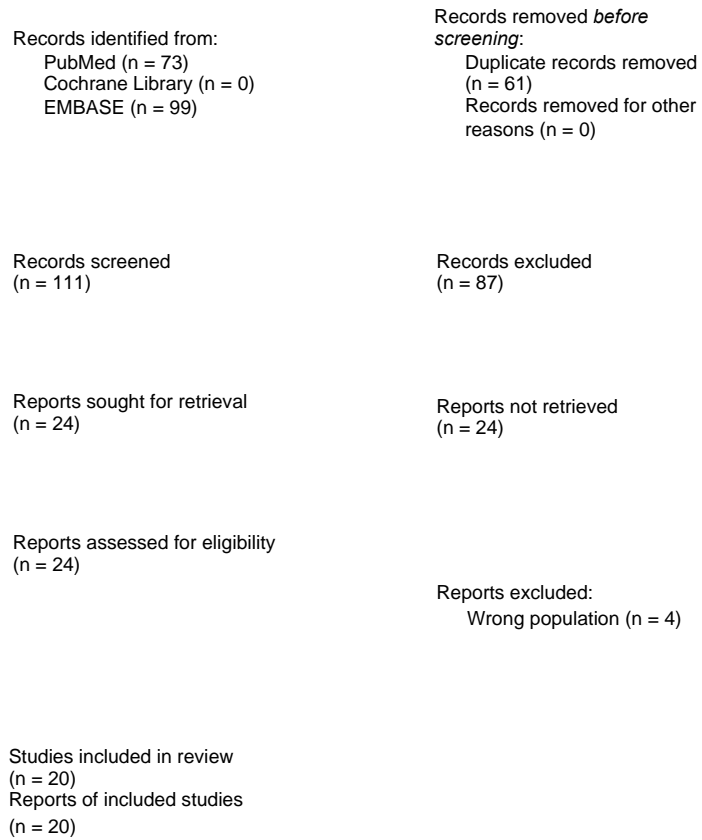 Records identified from:
PubMed (n = 73)
Cochrane Library (n = 0)
EMBASE (n = 99)
Records removed before
screening:
Duplicate records removed
(n = 61)
Records removed for other
reasons (n = 0)
Records screened
(n = 111)
Records excluded
(n = 87)
Reports sought for retrieval
(n = 24)
Reports not retrieved
(n = 24)
Reports assessed for eligibility
(n = 24)
Reports excluded:
Wrong population (n = 4)
Studies included in review
(n = 20)
Reports of included studies
(n = 20)